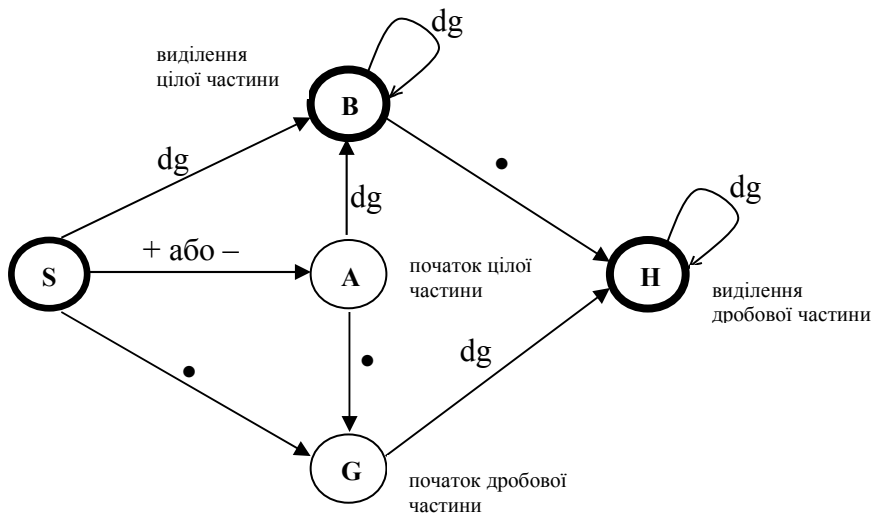 dg
виділення
цілої частини
B
dg
•
dg
dg
+ або –
S
A
початок цілої
частини
H
виділення
дробової частини
dg
•
•
G
початок дробової
частини